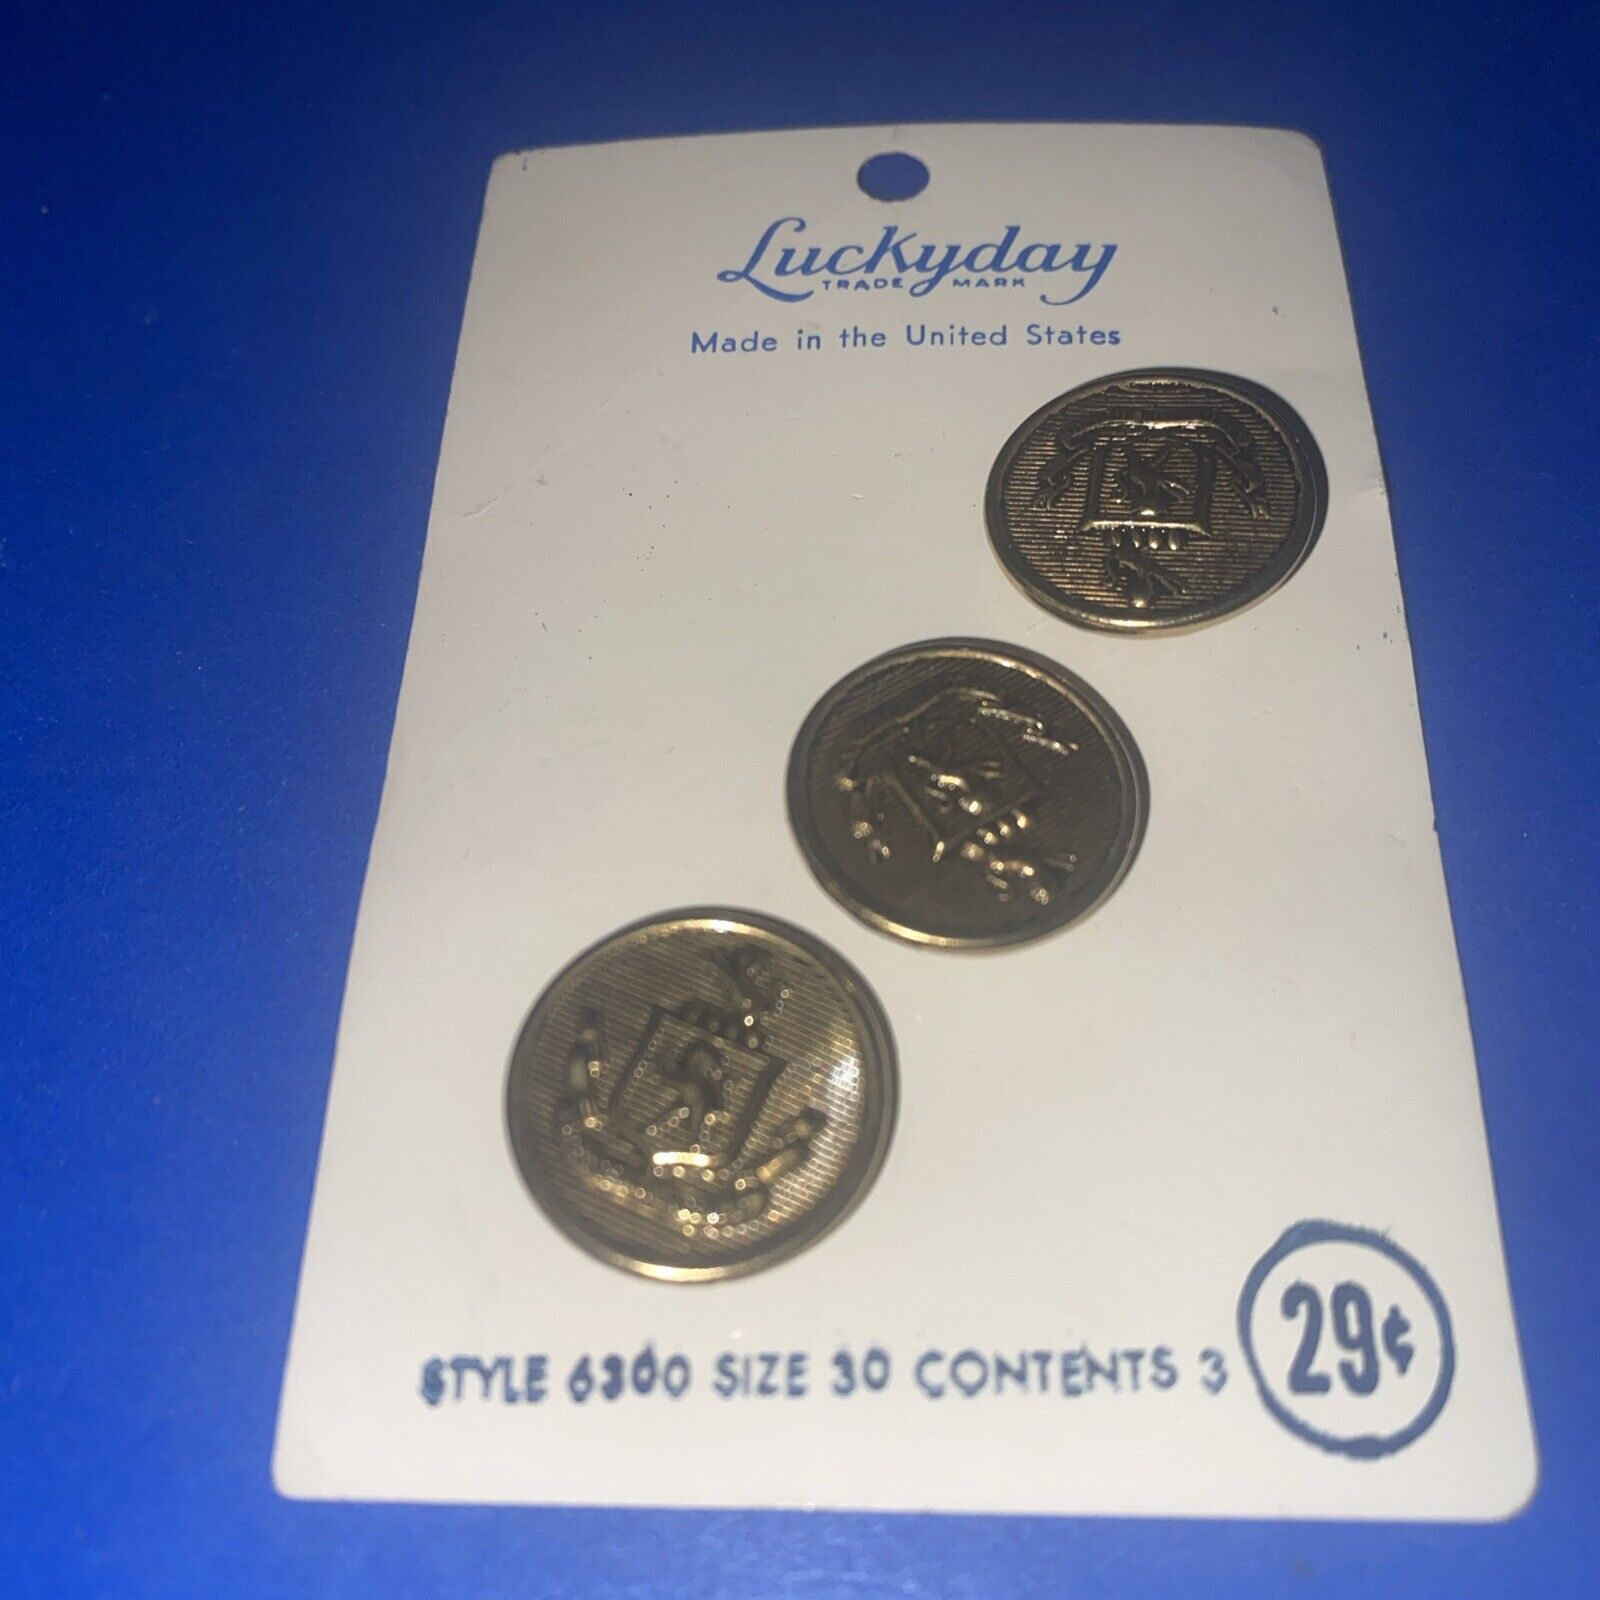 Luckyday
TRADE MARK
Made in the United States
STYLE 6300 SIZE 30 CONTENTS 3
29¢